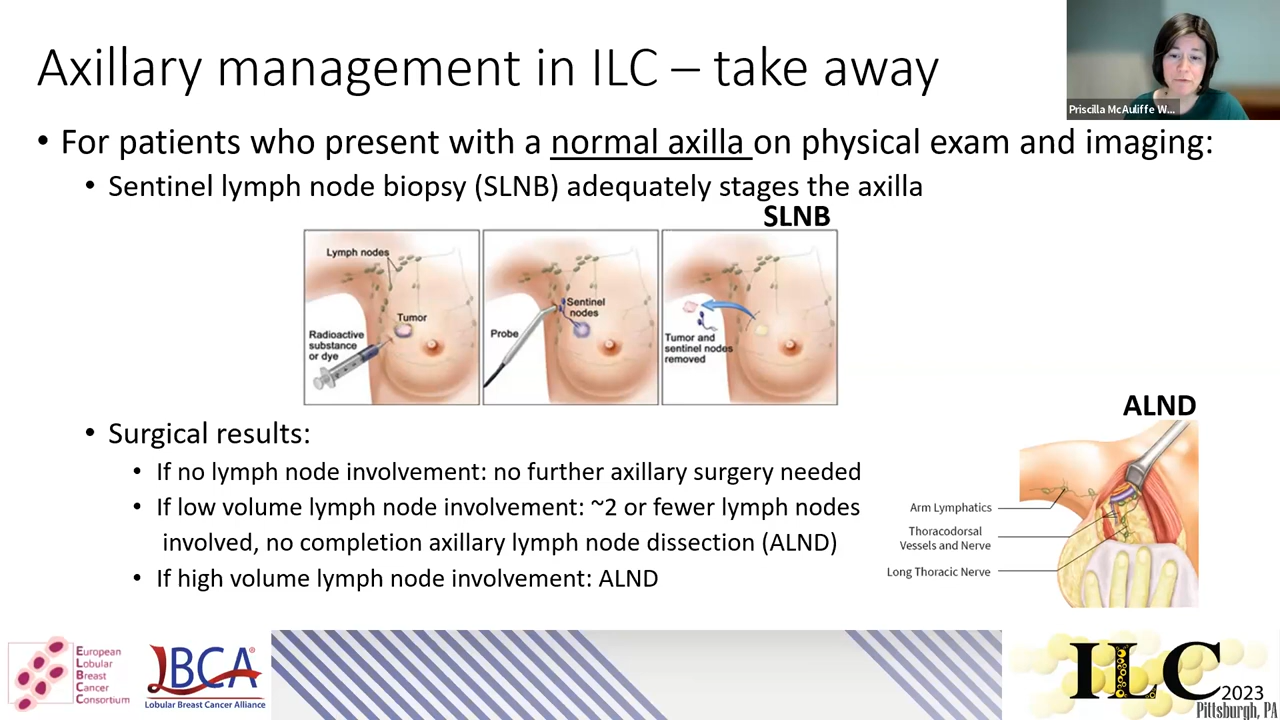 Axillary management in ILC – take away
Priscilla McAuliffe W...
• For patients who present with a normal axilla on physical exam and imaging:
• Sentinel lymph node biopsy (SLNB) adequately stages the axilla
SLNB
Lymph nodes
Tumor
Radioactive
substance
or dye
Sentinel
nodes
Probe
Tumor and
sentinel nodes
removed
• Surgical results:
• If no lymph node involvement: no further axillary surgery needed
• If low volume lymph node involvement: ~2 or fewer lymph nodes
involved, no completion axillary lymph node dissection (ALND)
• If high volume lymph node involvement: ALND
ALND
Arm Lymphatics
Thoracodorsal
Vessels and Nerve
Long Thoracic Nerve
European
Lobular
Breast
Cancer
Consortium
LBCA®
Lobular Breast Cancer Alliance
ILC
2023
Pittsburgh, PA